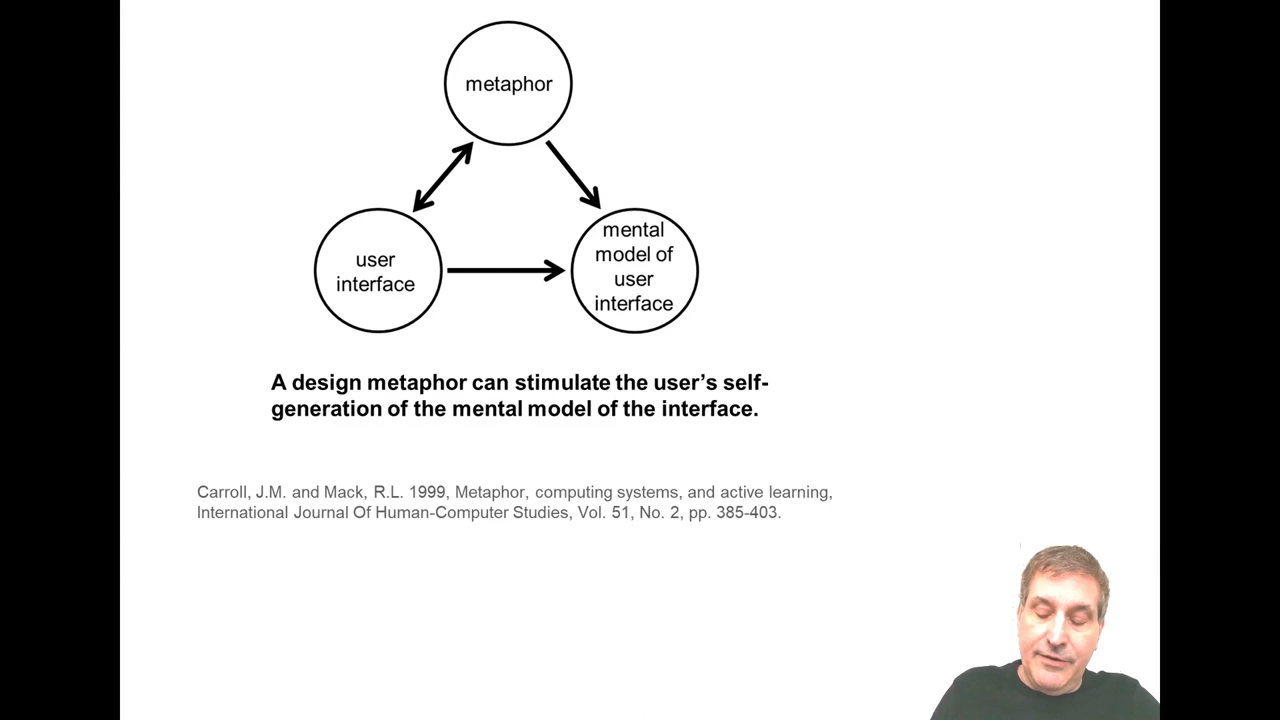 metaphor
user
interface
mental
model of
user
interface
A design metaphor can stimulate the user’s self-
generation of the mental model of the interface.
Carroll, J.M. and Mack, R.L. 1999, Metaphor, computing systems, and active learning,
International Journal Of Human-Computer Studies, Vol. 51, No. 2, pp. 385-403.